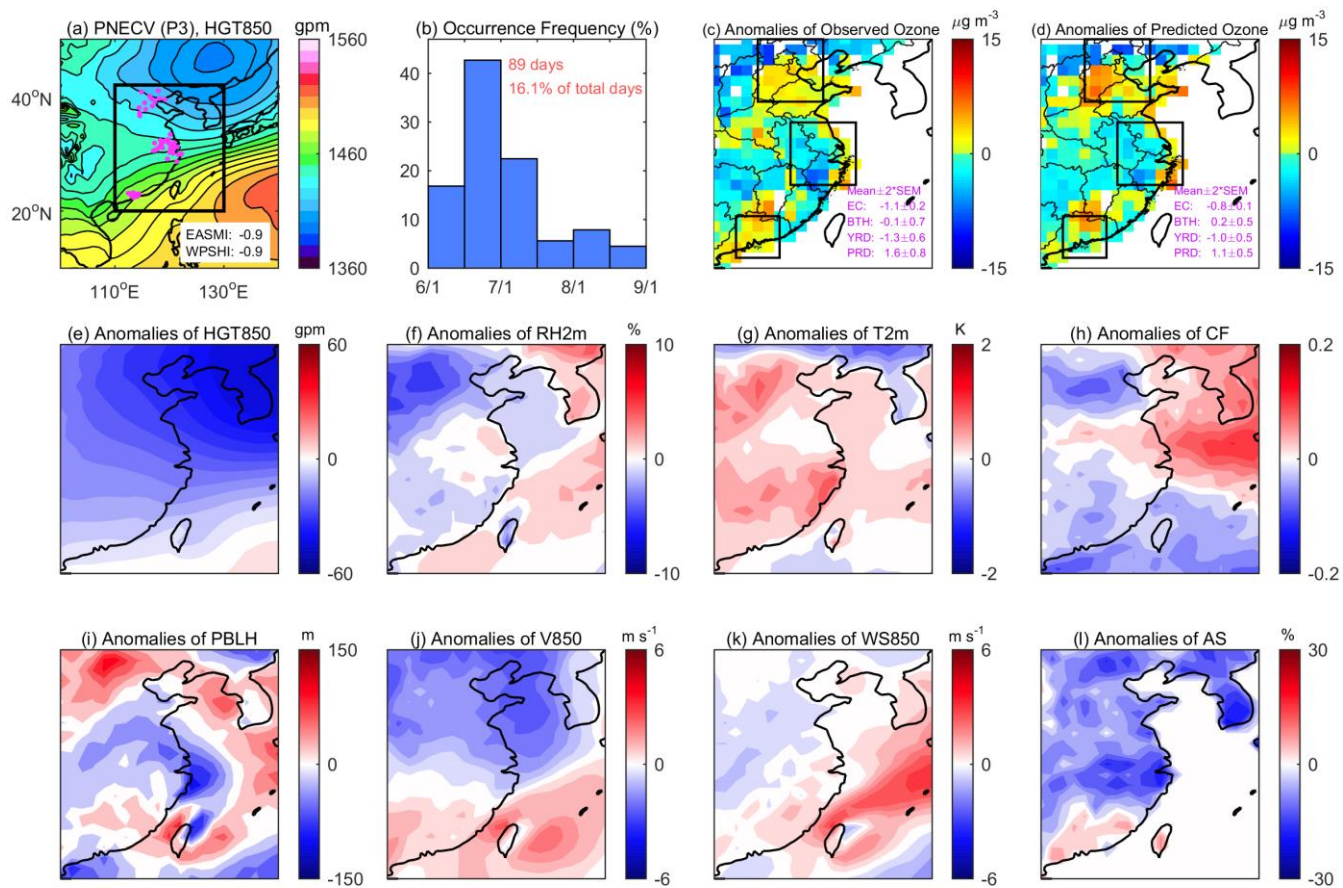 (a) PNECV (P3), HGT850 gpm
1560
1460
1360
40°N
20°N
110°E 130°E
EASMI: -0.9
WPSHI: -0.9
(b) Occurrence Frequency (%)
89 days
16.1% of total days
40
30
20
10
0
6/1 7/1 8/1 9/1
(c) Anomalies of Observed Ozone
μg m⁻³
15
0
-15
Mean±2*SEM
EC: -1.1±0.2
BTH: -0.1±0.7
YRD: -1.3±0.6
PRD: 1.6±0.8
(d) Anomalies of Predicted Ozone
μg m⁻³
15
0
-15
Mean±2*SEM
EC: -0.8±0.1
BTH: 0.2±0.5
YRD: -1.0±0.5
PRD: 1.1±0.5
(e) Anomalies of HGT850 gpm
60
0
-60
(f) Anomalies of RH2m %
10
0
-10
(g) Anomalies of T2m K
2
0
-2
(h) Anomalies of CF
0.2
0
-0.2
(i) Anomalies of PBLH m
150
0
-150
(j) Anomalies of V850 m s⁻¹
6
0
-6
(k) Anomalies of WS850 m s⁻¹
6
0
-6
(l) Anomalies of AS %
30
0
-30